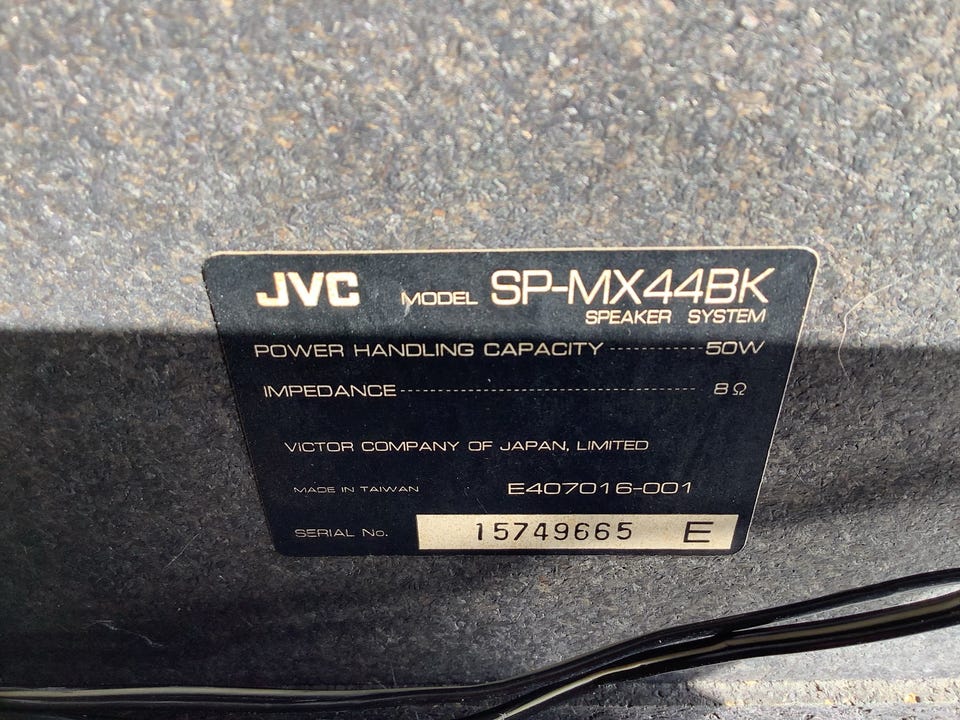 JVC MODEL SP-MX44BK
SPEAKER SYSTEM
POWER HANDLING CAPACITY ----------- 50W
IMPEDANCE ----------------------------------- 8Ω
VICTOR COMPANY OF JAPAN, LIMITED
MADE IN TAIWAN E407016-001
SERIAL No. 15749665 E